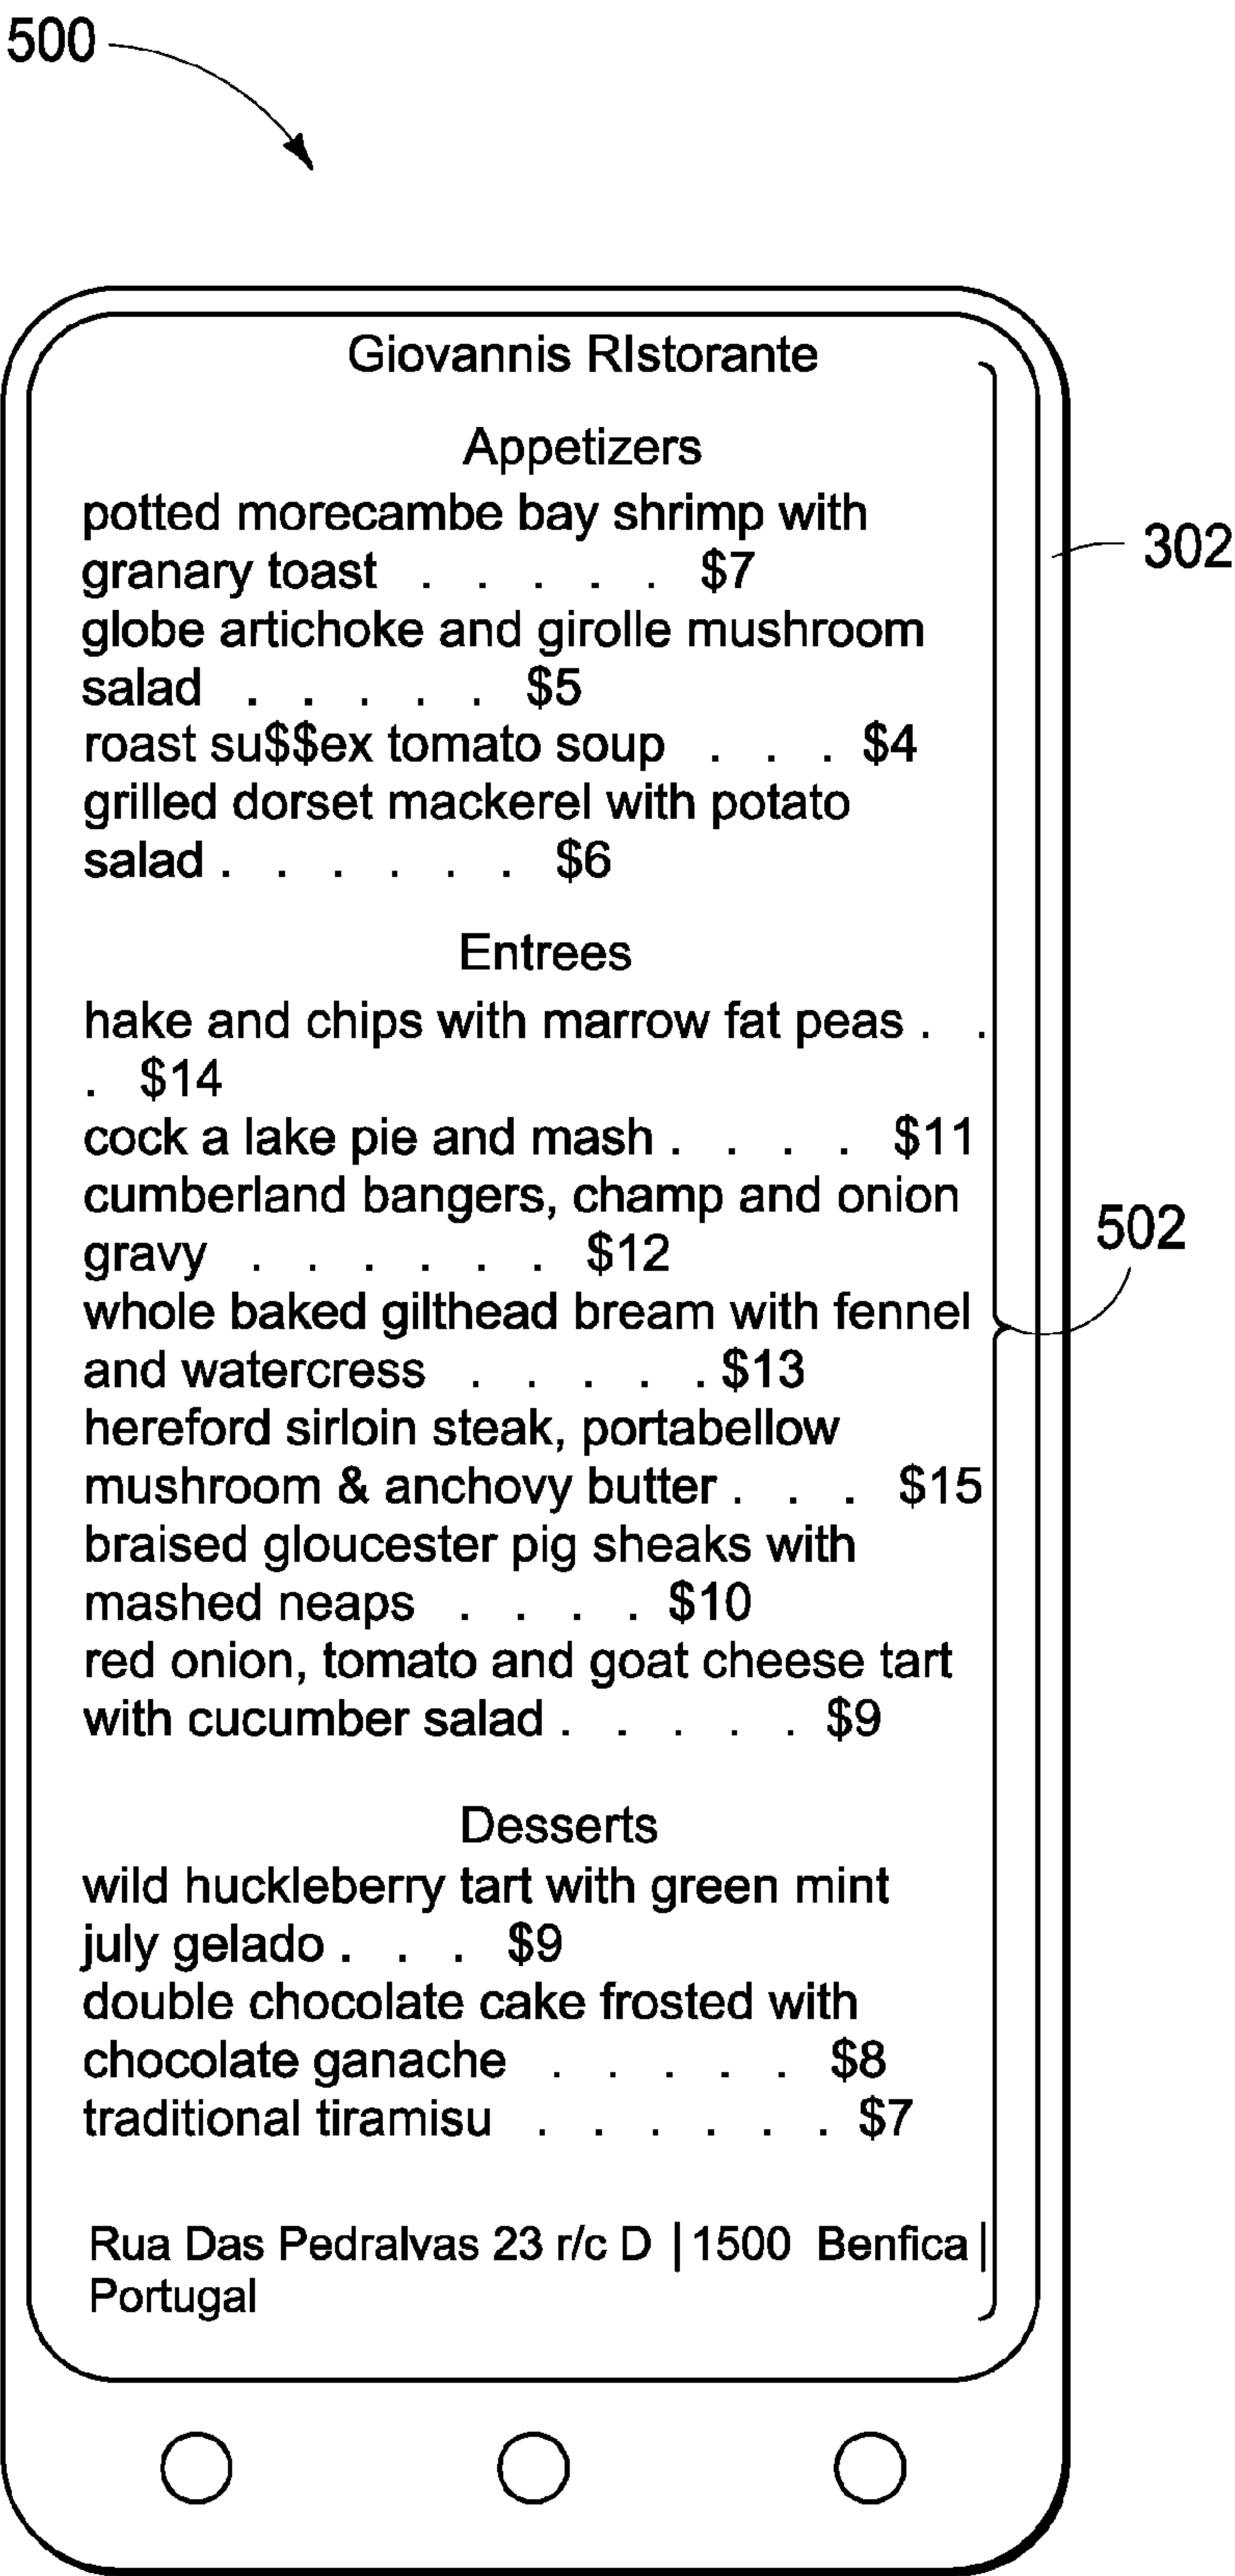 500
Giovannis RIstorante
Appetizers
potted morecambe bay shrimp with
granary toast . . . . . $7
302
globe artichoke and girolle mushroom
salad . . . . . $5
roast su$$ex tomato soup . . . $4
grilled dorset mackerel with potato
salad . . . . . . $6
Entrees
hake and chips with marrow fat peas . .
. $14
cock a lake pie and mash . . . . $11
cumberland bangers, champ and onion
502
gravy . . . . . . $12
whole baked gilthead bream with fennel
and watercress . . . . . $13
hereford sirloin steak, portabellow
mushroom & anchovy butter . . . $15
braised gloucester pig sheaks with
mashed neaps . . . . $10
red onion, tomato and goat cheese tart
with cucumber salad . . . . . $9
Desserts
wild huckleberry tart with green mint
july gelado . . . $9
double chocolate cake frosted with
chocolate ganache . . . . . $8
traditional tiramisu . . . . . . $7
Rua Das Pedralvas 23 r/c D | 1500 Benfica |
Portugal